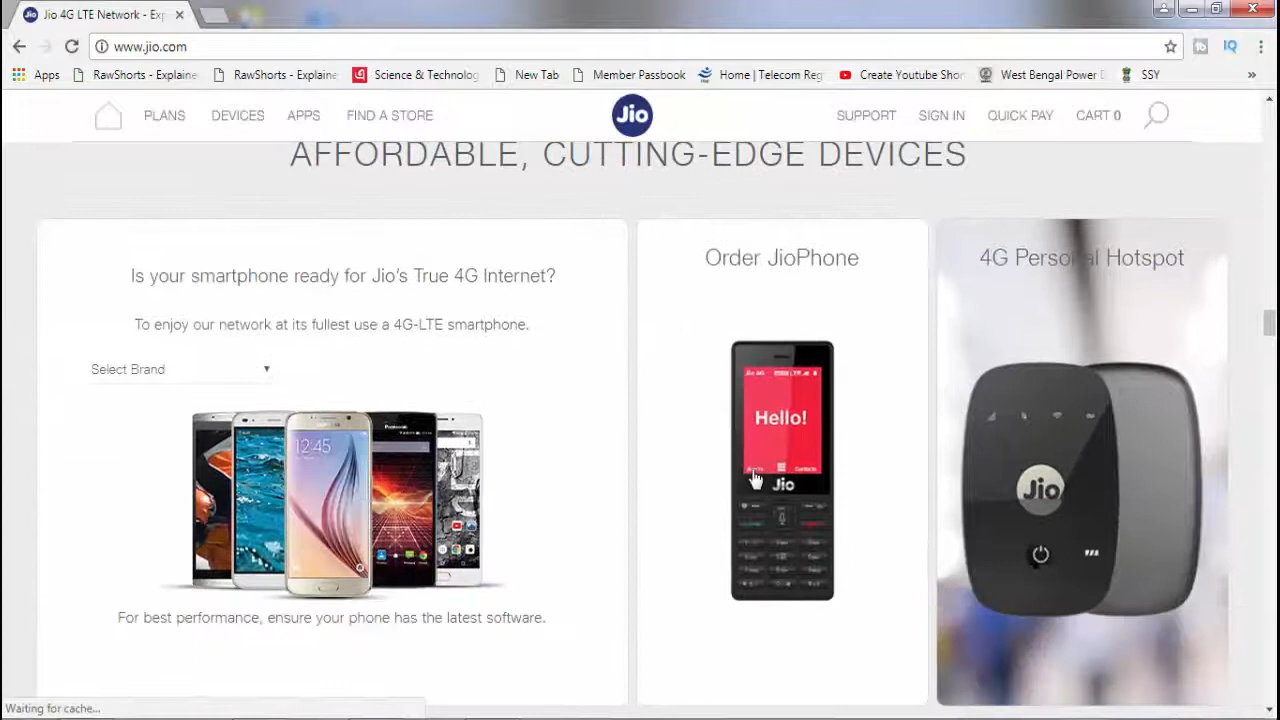 Jio 4G LTE Network - Exp
www.jio.com
Apps RawShorts - Explaine RawShorts - Explaine Science & Technolog New Tab Member Passbook Home | Telecom Reg Create Youtube Shor West Bengal Power D SSY »
PLANS DEVICES APPS FIND A STORE Jio SUPPORT SIGN IN QUICK PAY CART 0
AFFORDABLE, CUTTING-EDGE DEVICES
Is your smartphone ready for Jio's True 4G Internet?
To enjoy our network at its fullest use a 4G-LTE smartphone.
Select Brand
12:45
For best performance, ensure your phone has the latest software.
Order JioPhone
Hello!
Contacts
Jio
4G Personal Hotspot
Jio
Waiting for cache...